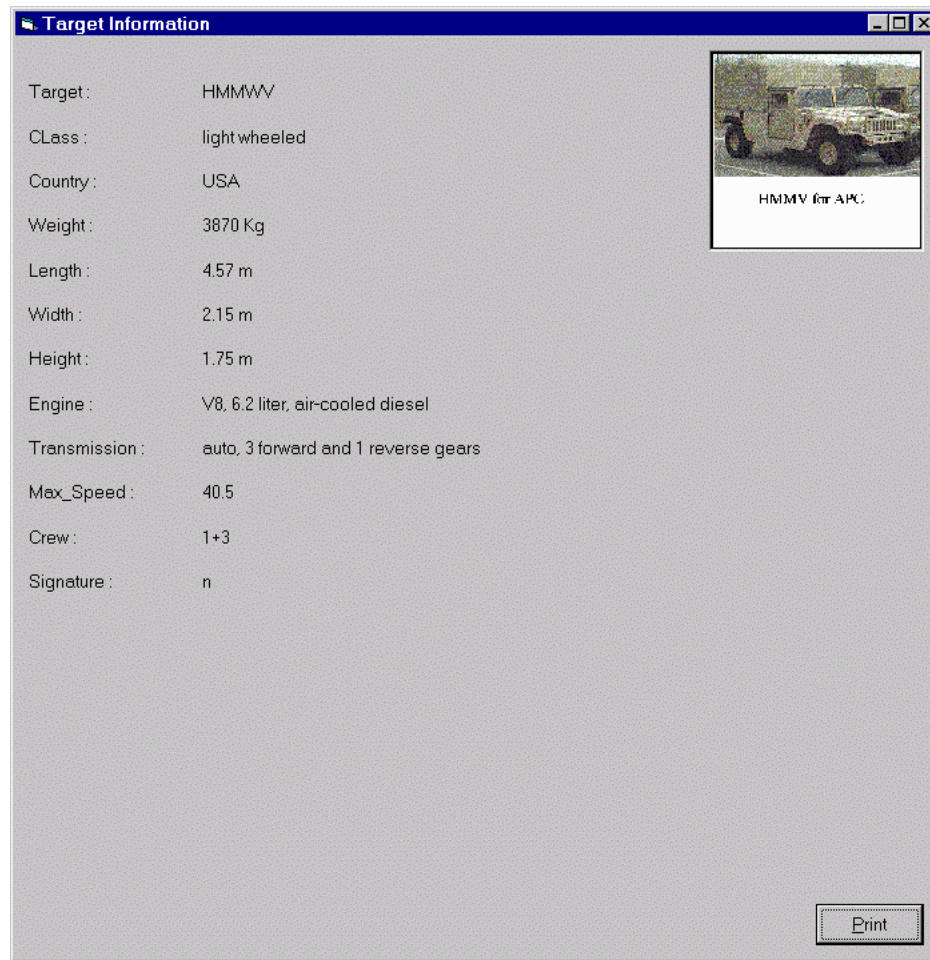 Target Information
Target : HMMWV
CLass : light wheeled
Country : USA
Weight : 3870 Kg
Length : 4.57 m
Width : 2.15 m
Height : 1.75 m
Engine : V8, 6.2 liter, air-cooled diesel
Transmission : auto, 3 forward and 1 reverse gears
Max_Speed : 40.5
Crew : 1+3
Signature : n
HMMV for APG
Print